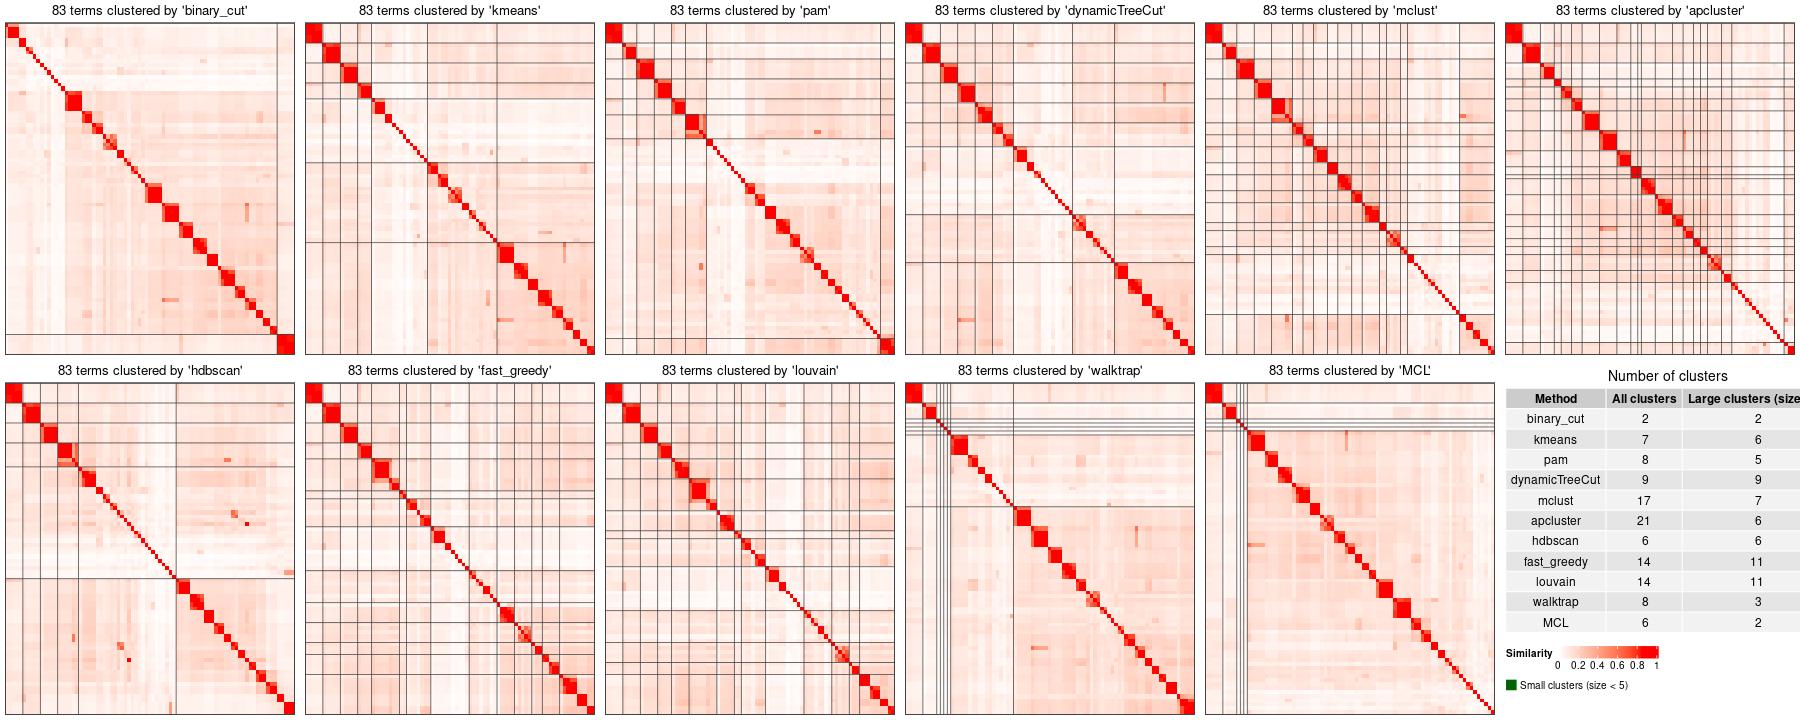 83 terms clustered by 'binary_cut'
83 terms clustered by 'kmeans'
83 terms clustered by 'pam'
83 terms clustered by 'dynamicTreeCut'
83 terms clustered by 'mclust'
83 terms clustered by 'apcluster'
83 terms clustered by 'hdbscan'
83 terms clustered by 'fast_greedy'
83 terms clustered by 'louvain'
83 terms clustered by 'walktrap'
83 terms clustered by 'MCL'
Number of clusters
Method All clusters Large clusters (size
binary_cut 2 2
kmeans 7 6
pam 8 5
dynamicTreeCut 9 9
mclust 17 7
apcluster 21 6
hdbscan 6 6
fast_greedy 14 11
louvain 14 11
walktrap 8 3
MCL 6 2
Similarity
0 0.2 0.4 0.6 0.8 1
Small clusters (size < 5)